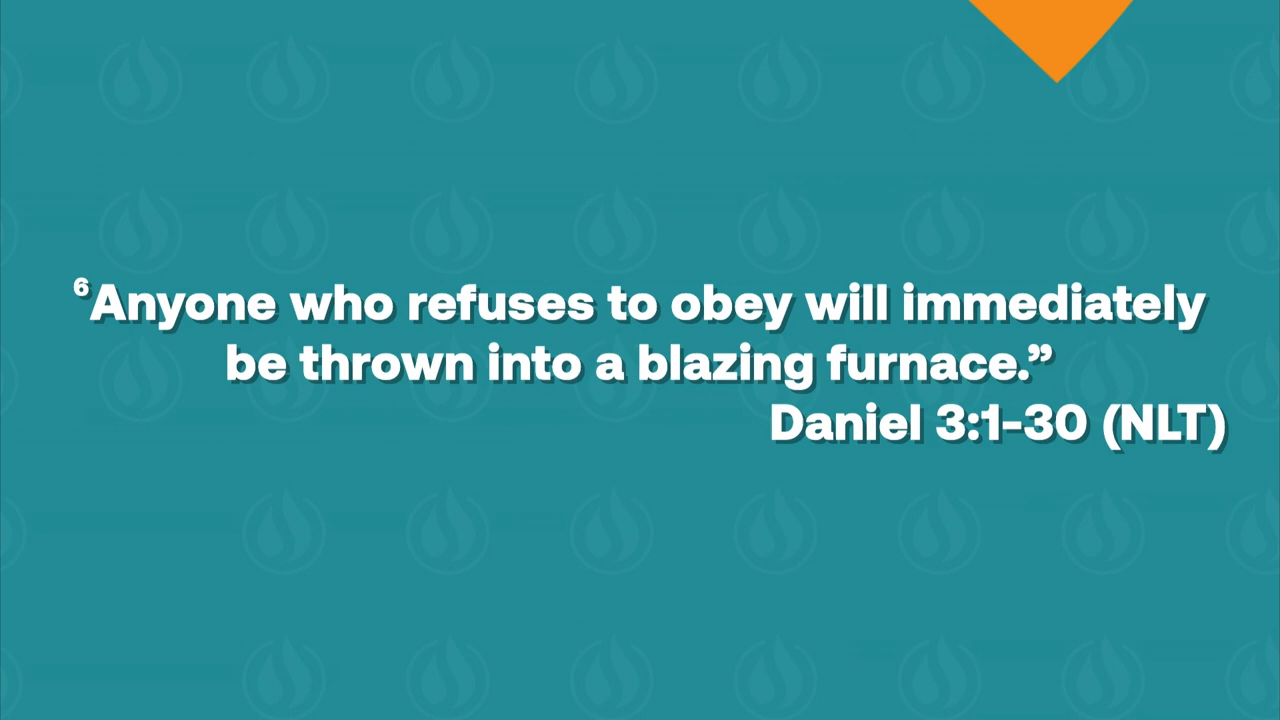 ⁶Anyone who refuses to obey will immediately
be thrown into a blazing furnace.”
Daniel 3:1-30 (NLT)